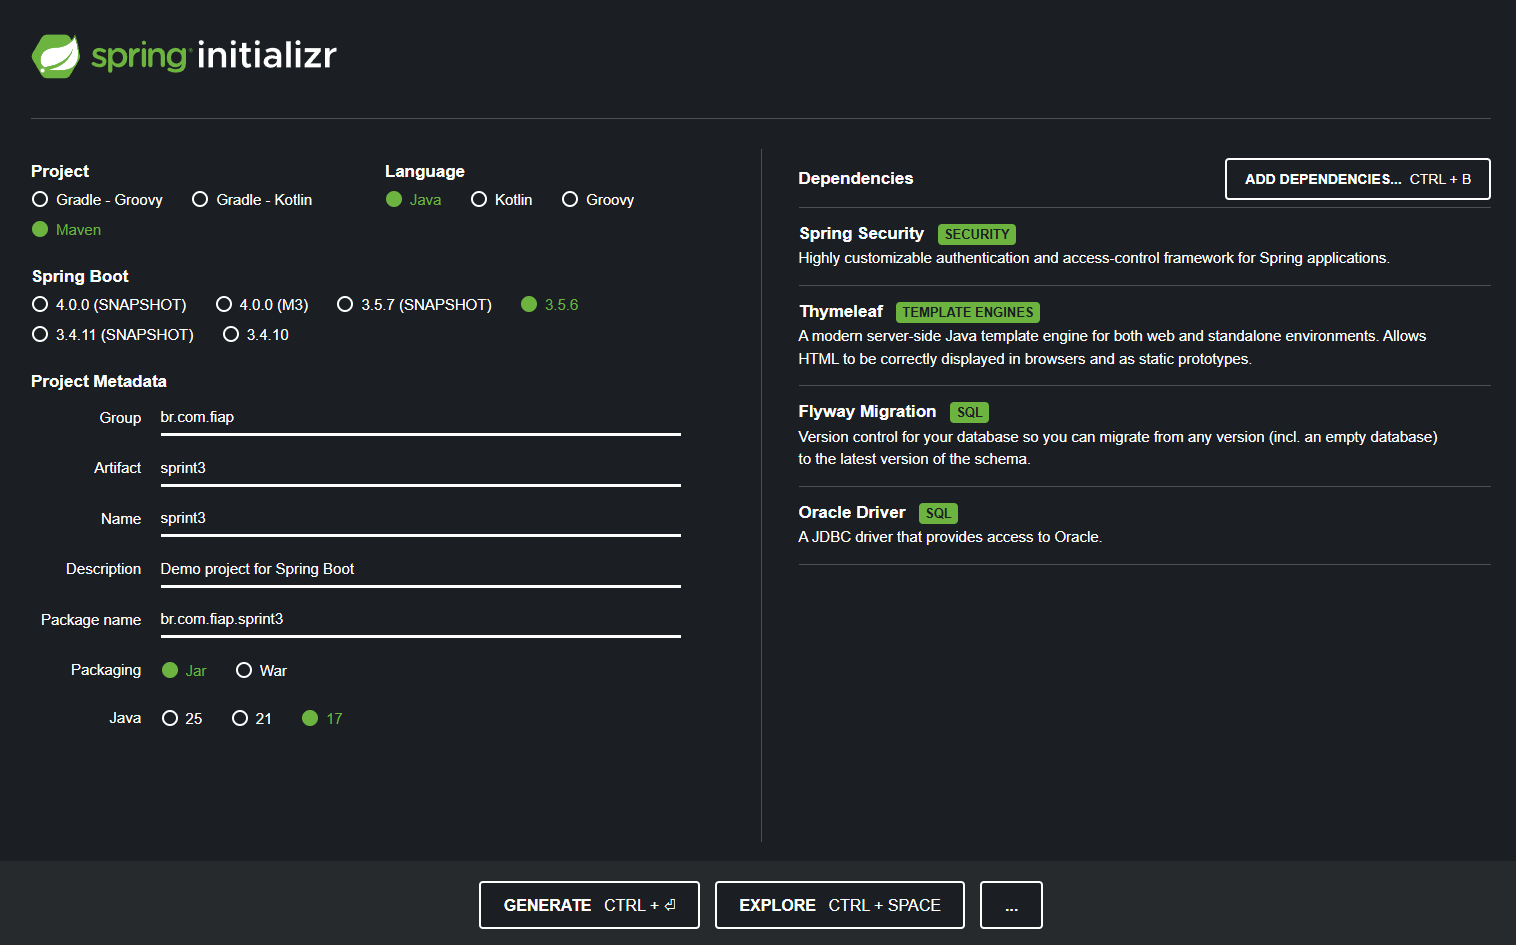 spring initializr
Project
Gradle - Groovy Gradle - Kotlin
Maven
Language
Java Kotlin Groovy
Spring Boot
4.0.0 (SNAPSHOT) 4.0.0 (M3) 3.5.7 (SNAPSHOT) 3.5.6
3.4.11 (SNAPSHOT) 3.4.10
Project Metadata
Group br.com.fiap
Artifact sprint3
Name sprint3
Description Demo project for Spring Boot
Package name br.com.fiap.sprint3
Packaging Jar War
Java 25 21 17
Dependencies ADD DEPENDENCIES... CTRL + B
Spring Security SECURITY
Highly customizable authentication and access-control framework for Spring applications.
Thymeleaf TEMPLATE ENGINES
A modern server-side Java template engine for both web and standalone environments. Allows
HTML to be correctly displayed in browsers and as static prototypes.
Flyway Migration SQL
Version control for your database so you can migrate from any version (incl. an empty database)
to the latest version of the schema.
Oracle Driver SQL
A JDBC driver that provides access to Oracle.
GENERATE CTRL + ⏎ EXPLORE CTRL + SPACE ...